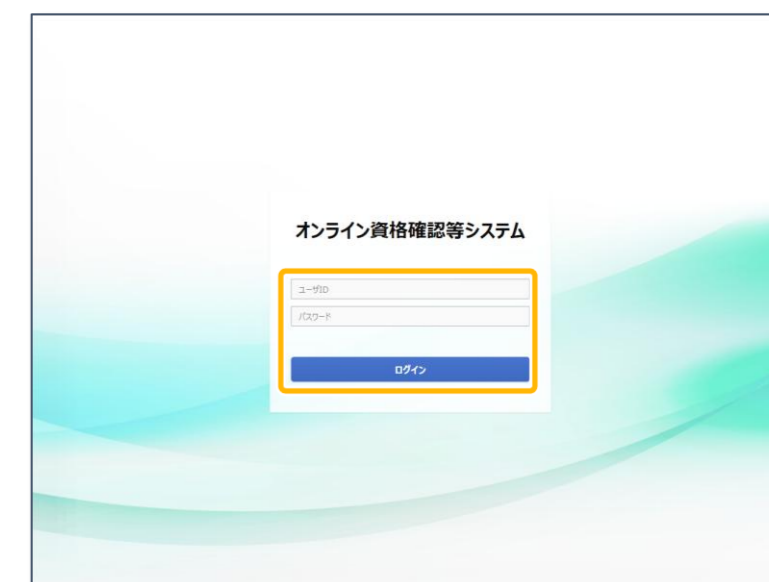 オンライン資格確認等システム
ユーザID
パスワード
ログイン